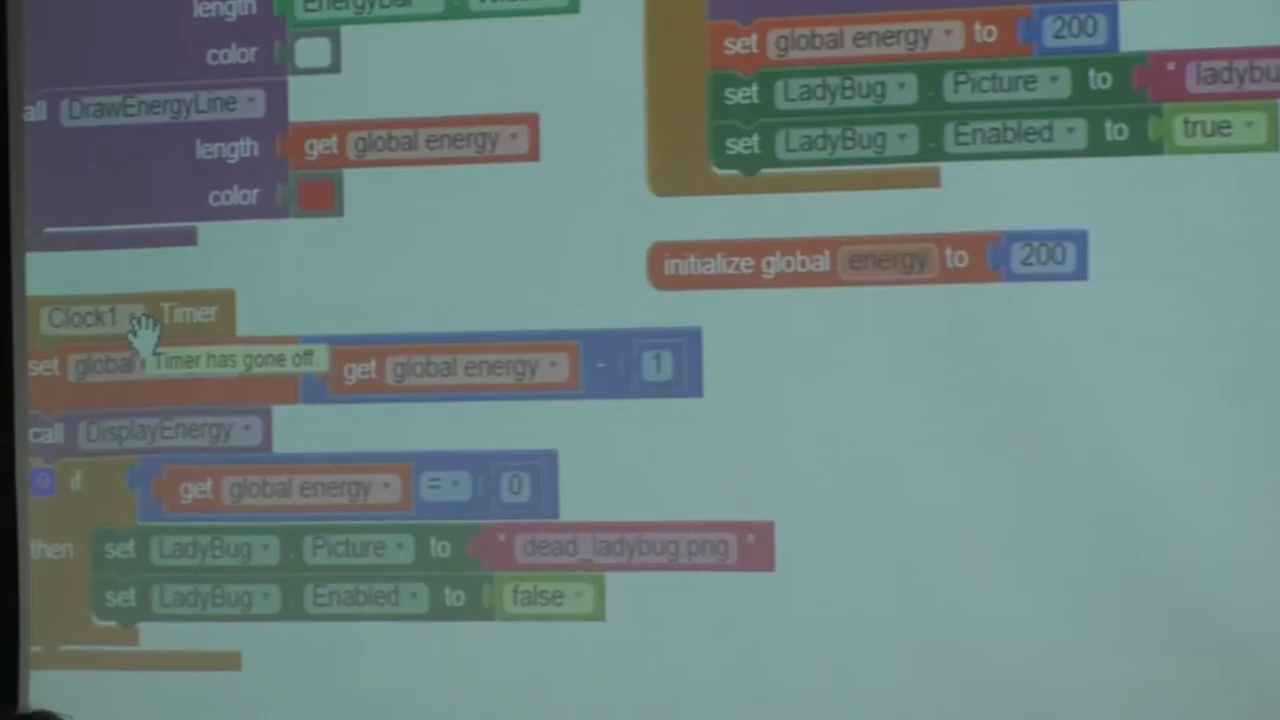 length EnergyBar . Width
color
all DrawEnergyLine
length get global energy
color
set global energy to 200
set LadyBug . Picture to " ladybu
set LadyBug . Enabled to true
initialize global energy to 200
Clock1 . Timer
set global get global energy - 1
Timer has gone off
call DisplayEnergy
if get global energy = 0
then set LadyBug . Picture to " dead_ladybug.png "
set LadyBug . Enabled to false